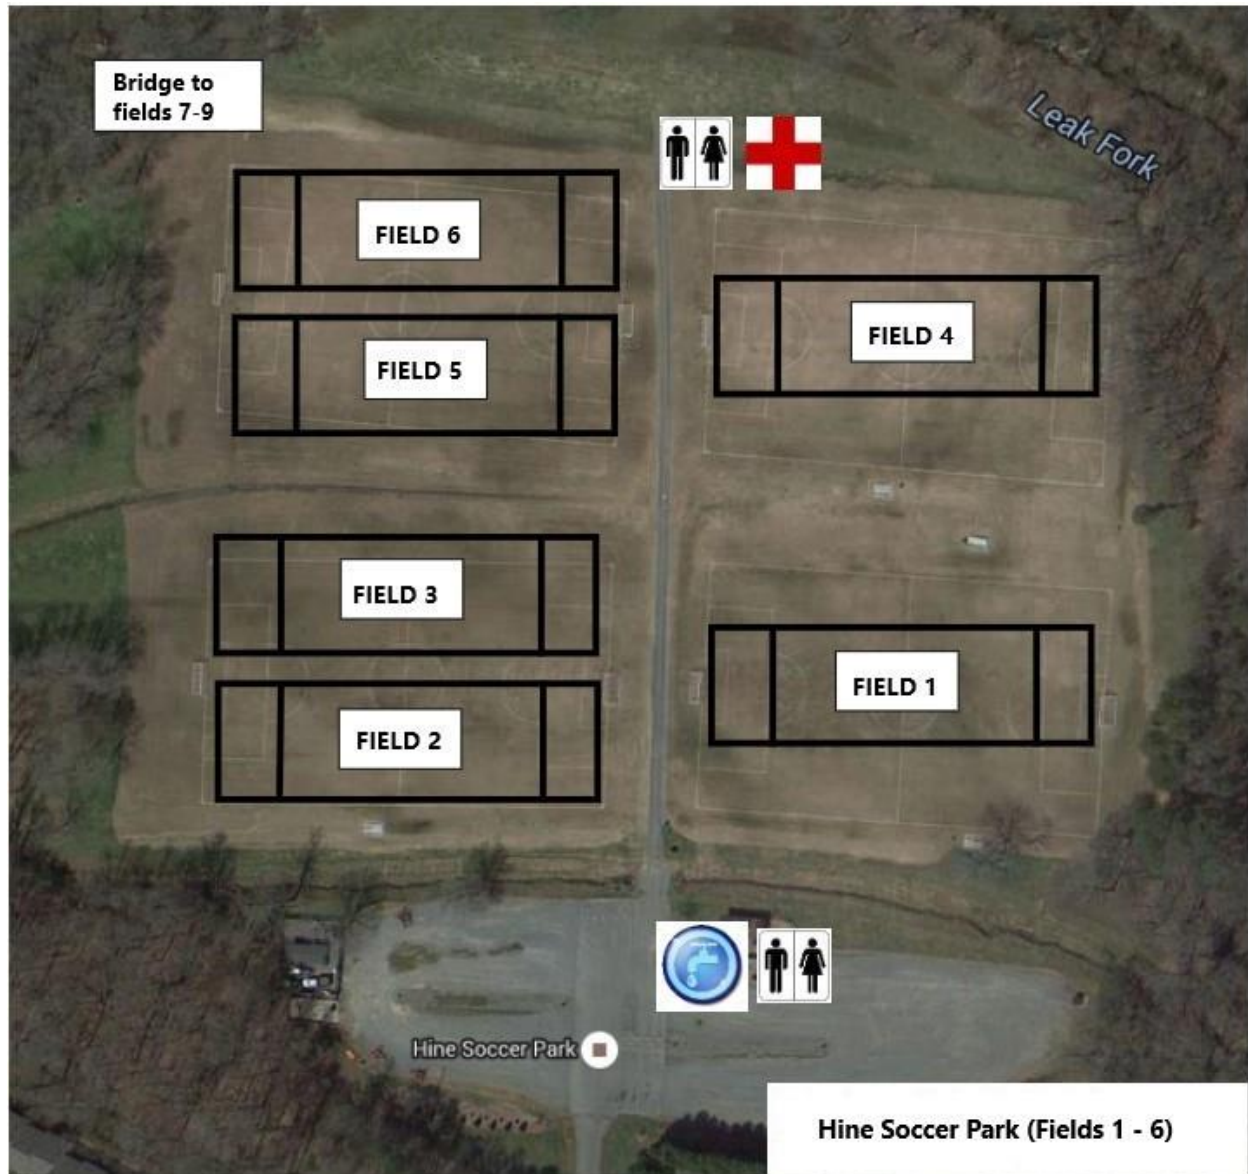 Bridge to
fields 7-9
Leak Fork
FIELD 6
FIELD 4
FIELD 5
FIELD 3
FIELD 1
FIELD 2
Hine Soccer Park
Hine Soccer Park (Fields 1 - 6)